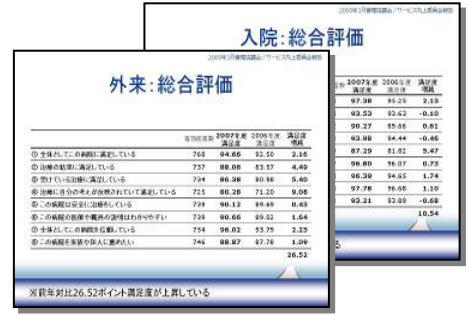 2008年3月管理協議会／サービス向上委員会報告
入院：総合評価
2007年度 満足度 2006年度 満足度 満足度 増減
97.38 95.25 2.13
93.53 93.63 -0.10
90.27 89.66 0.61
93.98 94.44 -0.46
87.29 81.82 5.47
96.80 96.07 0.73
96.39 94.65 1.74
97.76 96.66 1.10
93.21 93.89 -0.68
10.54
2008年3月管理協議会／サービス向上委員会報告
外来：総合評価
有効回答数 2007年度 満足度 2006年度 満足度 満足度 増減
① 全体としてこの病院に満足している 768 94.66 92.50 2.16
② 治療の結果に満足している 737 88.06 83.57 4.49
③ 受けている治療に満足している 734 86.38 80.98 5.40
④ 治療に自分の考えが反映されていて満足している 725 80.28 71.20 9.08
⑤ この病院は安全に治療をしている 739 90.12 89.69 0.43
⑥ この病院の医師や職員の説明はわかりやすい 739 90.66 89.02 1.64
⑦ 全体としてこの病院を信頼している 754 96.02 93.79 2.23
⑧ この病院を家族や知人に薦めたい 746 88.87 87.78 1.09
26.52
※前年対比26.52ポイント満足度が上昇している